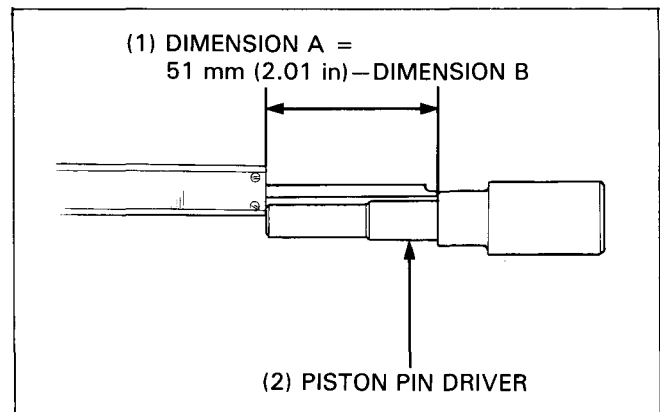 (1) DIMENSION A =
51 mm (2.01 in)—DIMENSION B
(2) PISTON PIN DRIVER